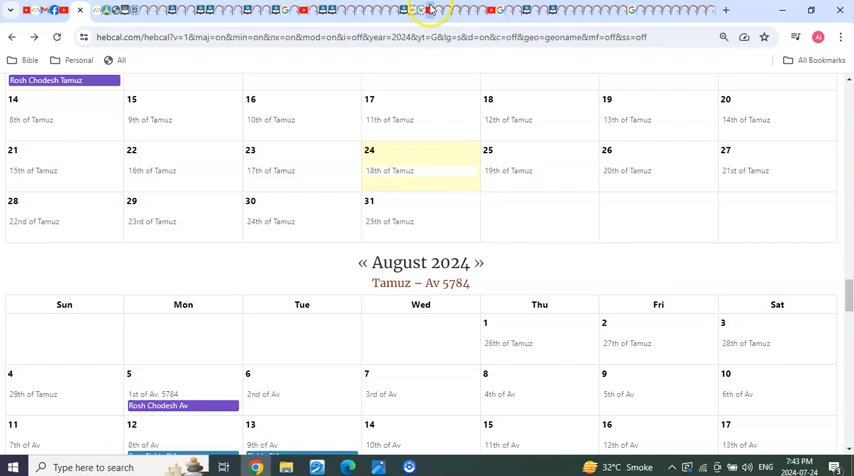 hebcal.com/hebcal?v=1&maj=on&min=on&nx=on&mod=on&i=off&year=2024&yt=G&lg=s&d=on&c=off&geo=geoname&mf=off&ss=off
AI
Bible Personal All All Bookmarks
Rosh Chodesh Tamuz
14 15 16 17 18 19 20
8th of Tamuz 9th of Tamuz 10th of Tamuz 11th of Tamuz 12th of Tamuz 13th of Tamuz 14th of Tamuz
21 22 23 24 25 26 27
15th of Tamuz 16th of Tamuz 17th of Tamuz 18th of Tamuz 19th of Tamuz 20th of Tamuz 21st of Tamuz
28 29 30 31
22nd of Tamuz 23rd of Tamuz 24th of Tamuz 25th of Tamuz
« August 2024 »
Tamuz – Av 5784
Sun Mon Tue Wed Thu Fri Sat
1 2 3
26th of Tamuz 27th of Tamuz 28th of Tamuz
4 5 6 7 8 9 10
29th of Tamuz 1st of Av, 5784 2nd of Av 3rd of Av 4th of Av 5th of Av 6th of Av
Rosh Chodesh Av
11 12 13 14 15 16 17
7th of Av 8th of Av 9th of Av 10th of Av 11th of Av 12th of Av 13th of Av
Type here to search
32°C Smoke
ENG
7:43 PM
2024-07-24